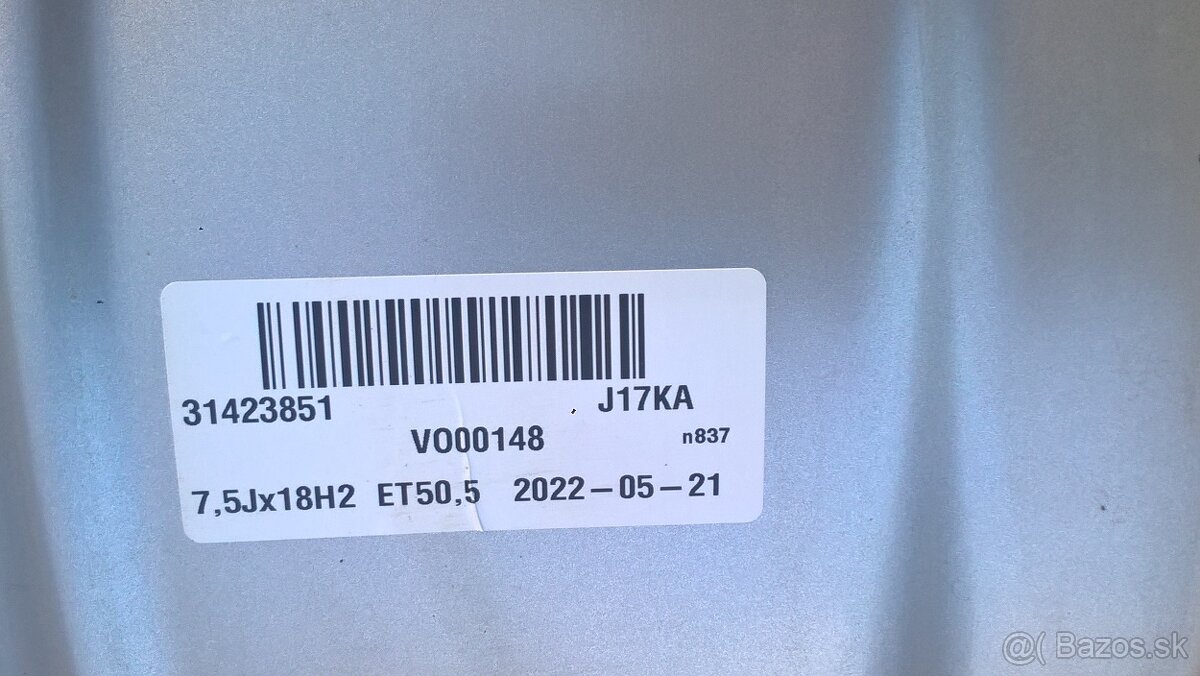 31423851 J17KA
VO00148 n837
7,5Jx18H2 ET50,5 2022-05-21
@( Bazos.sk